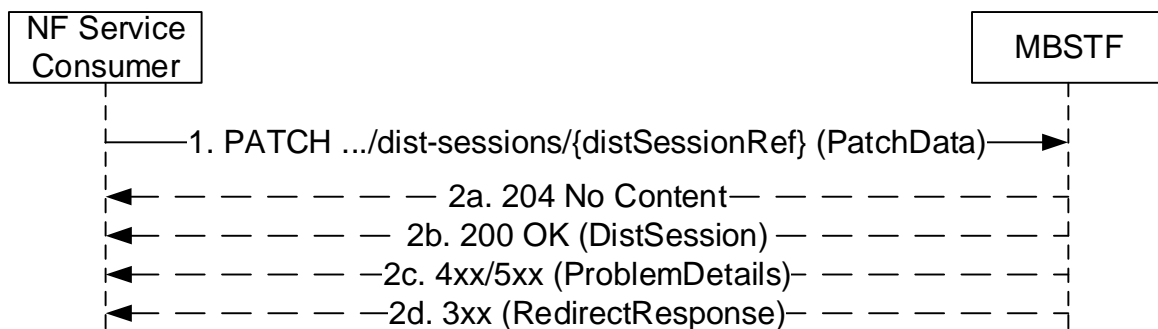 NF Service
Consumer
MBSTF
1. PATCH .../dist-sessions/{distSessionRef} (PatchData)
2a. 204 No Content
2b. 200 OK (DistSession)
2c. 4xx/5xx (ProblemDetails)
2d. 3xx (RedirectResponse)